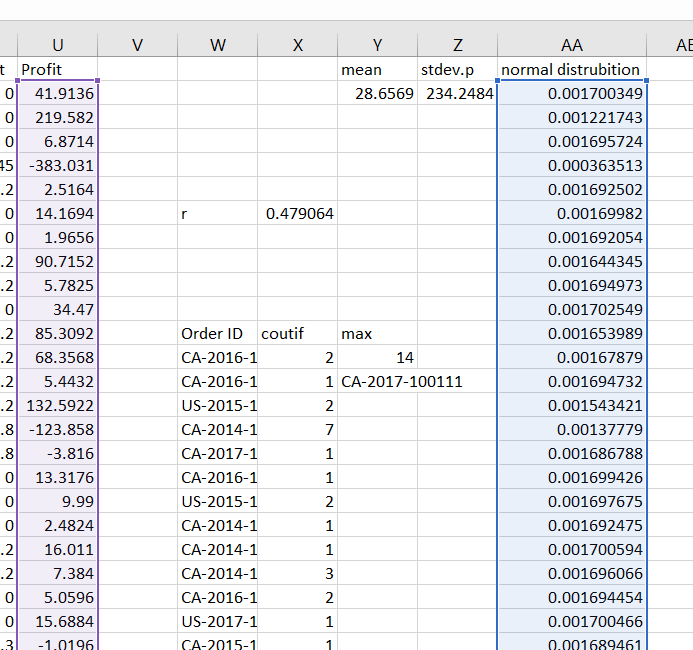 U V W X Y Z AA AE
t Profit mean stdev.p normal distrubition
0 41.9136 28.6569 234.2484 0.001700349
0 219.582 0.001221743
0 6.8714 0.001695724
45 -383.031 0.000363513
.2 2.5164 0.001692502
0 14.1694 r 0.479064 0.00169982
0 1.9656 0.001692054
.2 90.7152 0.001644345
.2 5.7825 0.001694973
0 34.47 0.001702549
.2 85.3092 Order ID coutif max 0.001653989
.2 68.3568 CA-2016-1 2 14 0.00167879
.2 5.4432 CA-2016-1 1 CA-2017-100111 0.001694732
.2 132.5922 US-2015-1 2 0.001543421
.8 -123.858 CA-2014-1 7 0.00137779
.8 -3.816 CA-2017-1 1 0.001686788
0 13.3176 CA-2016-1 1 0.001699426
0 9.99 US-2015-1 2 0.001697675
0 2.4824 CA-2014-1 1 0.001692475
.2 16.011 CA-2014-1 1 0.001700594
.2 7.384 CA-2014-1 3 0.001696066
0 5.0596 CA-2016-1 2 0.001694454
0 15.6884 US-2017-1 1 0.001700466
.3 -1.0196 CA-2015-1 1 0.001689461